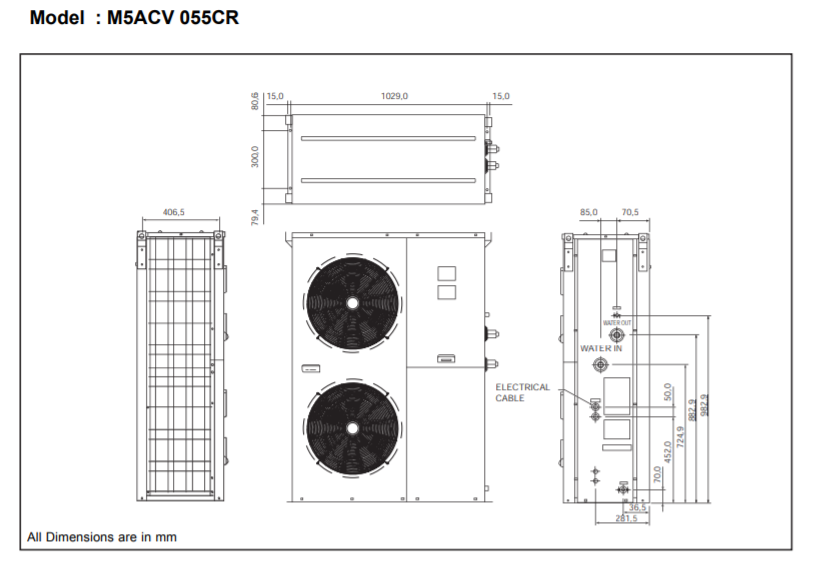 Model : M5ACV 055CR
80,6
15,0
1029,0
15,0
300,0
79,4
406,5
85,0
70,5
WATER OUT
WATER IN
ELECTRICAL
CABLE
50,0
882,9
982,9
724,9
452,0
70,0
36,5
281,5
All Dimensions are in mm